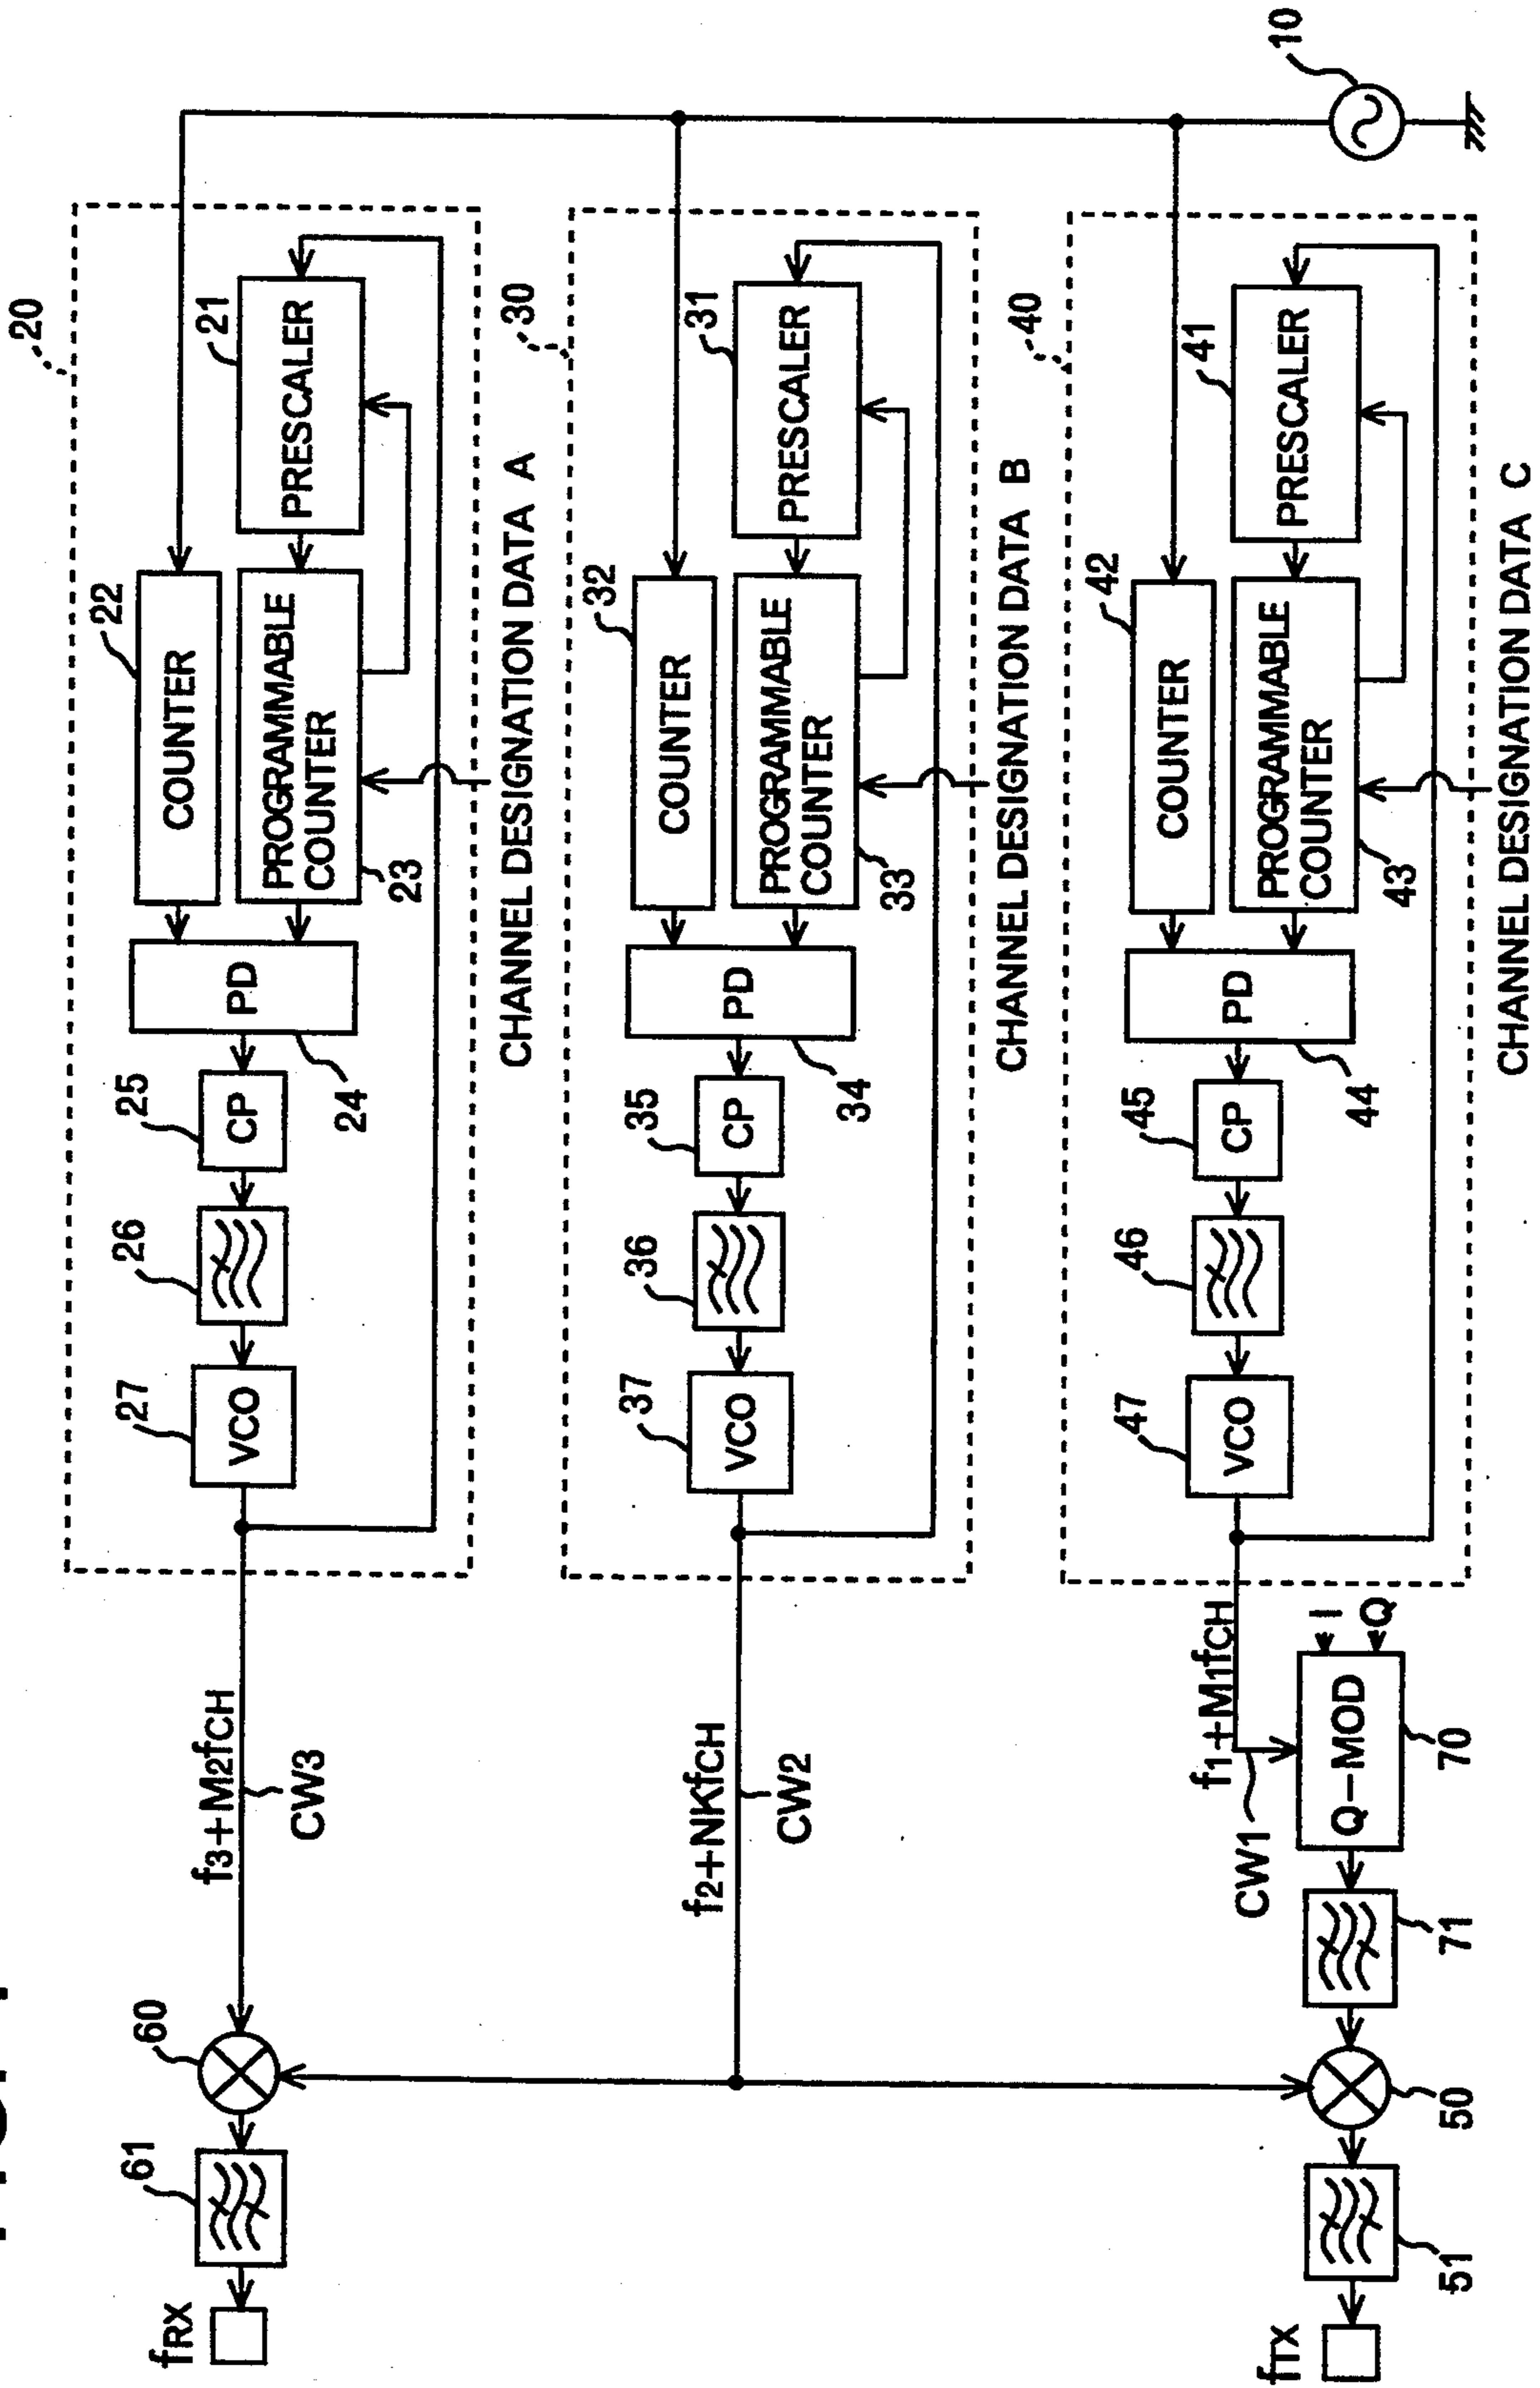 20
22
COUNTER
21
PRESCALER
PROGRAMMABLE
COUNTER
23
PD
24
25
CP
26
27
VCO
CHANNEL DESIGNATION DATA A
f3+M2fCH
CW3
60
61
fRX
10
30
32
COUNTER
31
PRESCALER
PROGRAMMABLE
COUNTER
33
PD
34
35
CP
36
37
VCO
CHANNEL DESIGNATION DATA B
f2+NKfCH
CW2
40
42
COUNTER
41
PRESCALER
PROGRAMMABLE
COUNTER
43
PD
44
45
CP
46
47
VCO
CHANNEL DESIGNATION DATA C
f1+M1fCH
CW1
I
Q
Q-MOD
70
71
50
51
fTX